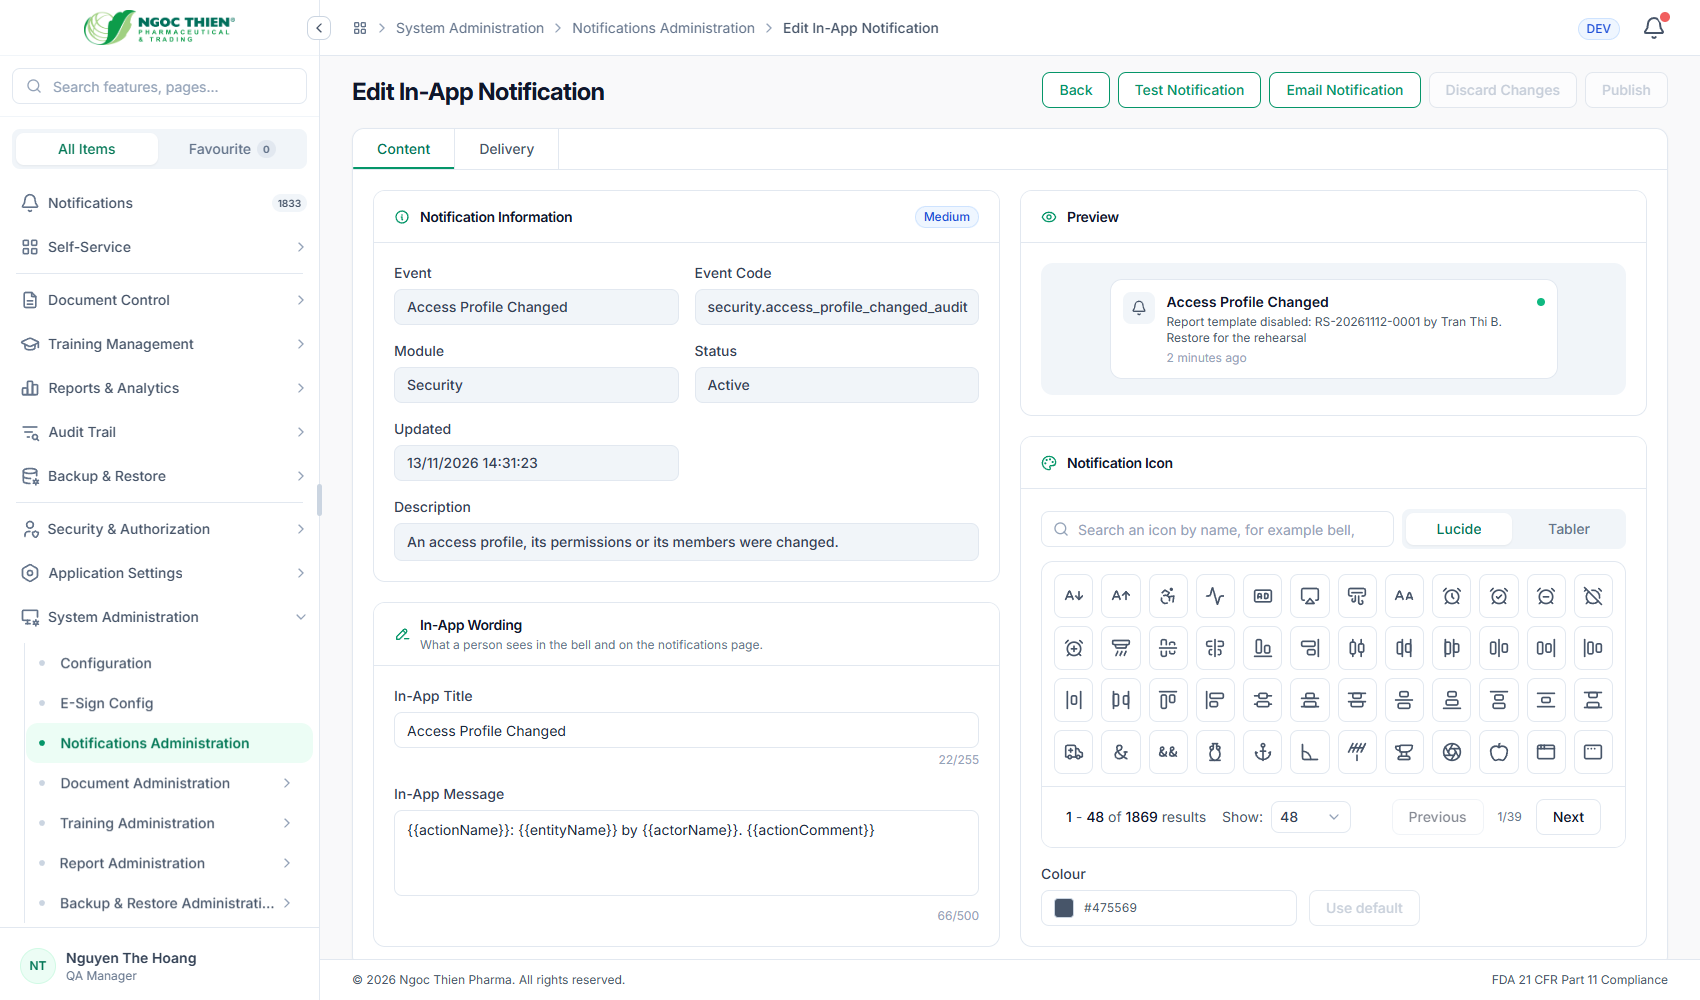 NGOC THIEN®
PHARMACEUTICAL
& TRADING
System Administration
Notifications Administration
Edit In-App Notification
DEV
Search features, pages...
All Items
Favourite 0
Notifications 1833
Self-Service
Document Control
Training Management
Reports & Analytics
Audit Trail
Backup & Restore
Security & Authorization
Application Settings
System Administration
Configuration
E-Sign Config
Notifications Administration
Document Administration
Training Administration
Report Administration
Backup & Restore Administrati...
NT
Nguyen The Hoang
QA Manager
Edit In-App Notification
Back
Test Notification
Email Notification
Discard Changes
Publish
Content
Delivery
Notification Information
Medium
Event
Access Profile Changed
Event Code
security.access_profile_changed_audit
Module
Security
Status
Active
Updated
13/11/2026 14:31:23
Description
An access profile, its permissions or its members were changed.
In-App Wording
What a person sees in the bell and on the notifications page.
In-App Title
Access Profile Changed
22/255
In-App Message
{{actionName}}: {{entityName}} by {{actorName}}. {{actionComment}}
66/500
Preview
Access Profile Changed
Report template disabled: RS-20261112-0001 by Tran Thi B.
Restore for the rehearsal
2 minutes ago
Notification Icon
Search an icon by name, for example bell,
Lucide
Tabler
1 - 48 of 1869 results
Show: 48
Previous
1/39
Next
Colour
#475569
Use default
© 2026 Ngoc Thien Pharma. All rights reserved.
FDA 21 CFR Part 11 Compliance